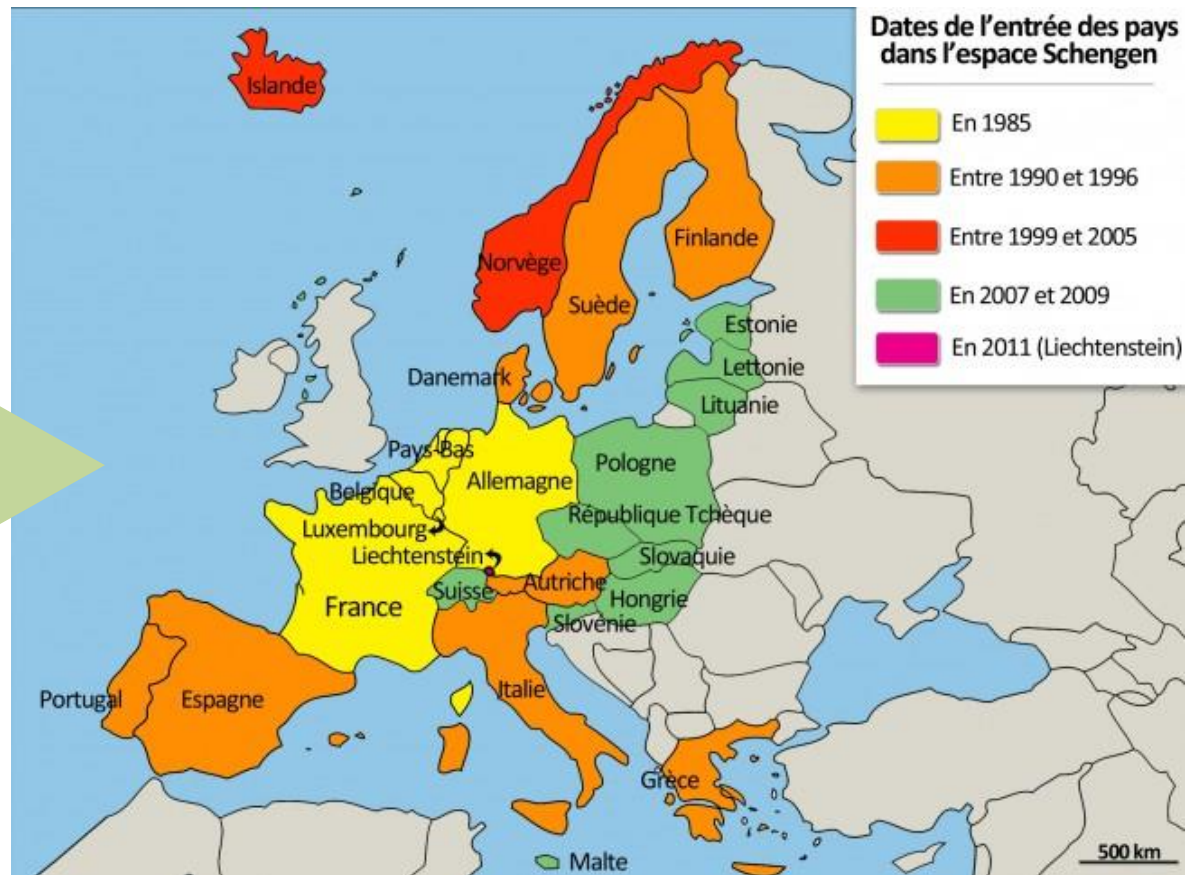 Dates de l'entrée des pays
dans l'espace Schengen
En 1985
Entre 1990 et 1996
Entre 1999 et 2005
En 2007 et 2009
En 2011 (Liechtenstein)
Islande
Norvège
Finlande
Suède
Estonie
Lettonie
Danemark
Lituanie
Pays-Bas
Pologne
Allemagne
Belgique
République Tchèque
Luxembourg
Liechtenstein
Slovaquie
Autriche
Suisse
Hongrie
France
Slovénie
Italie
Portugal
Espagne
Grèce
Malte
500 km